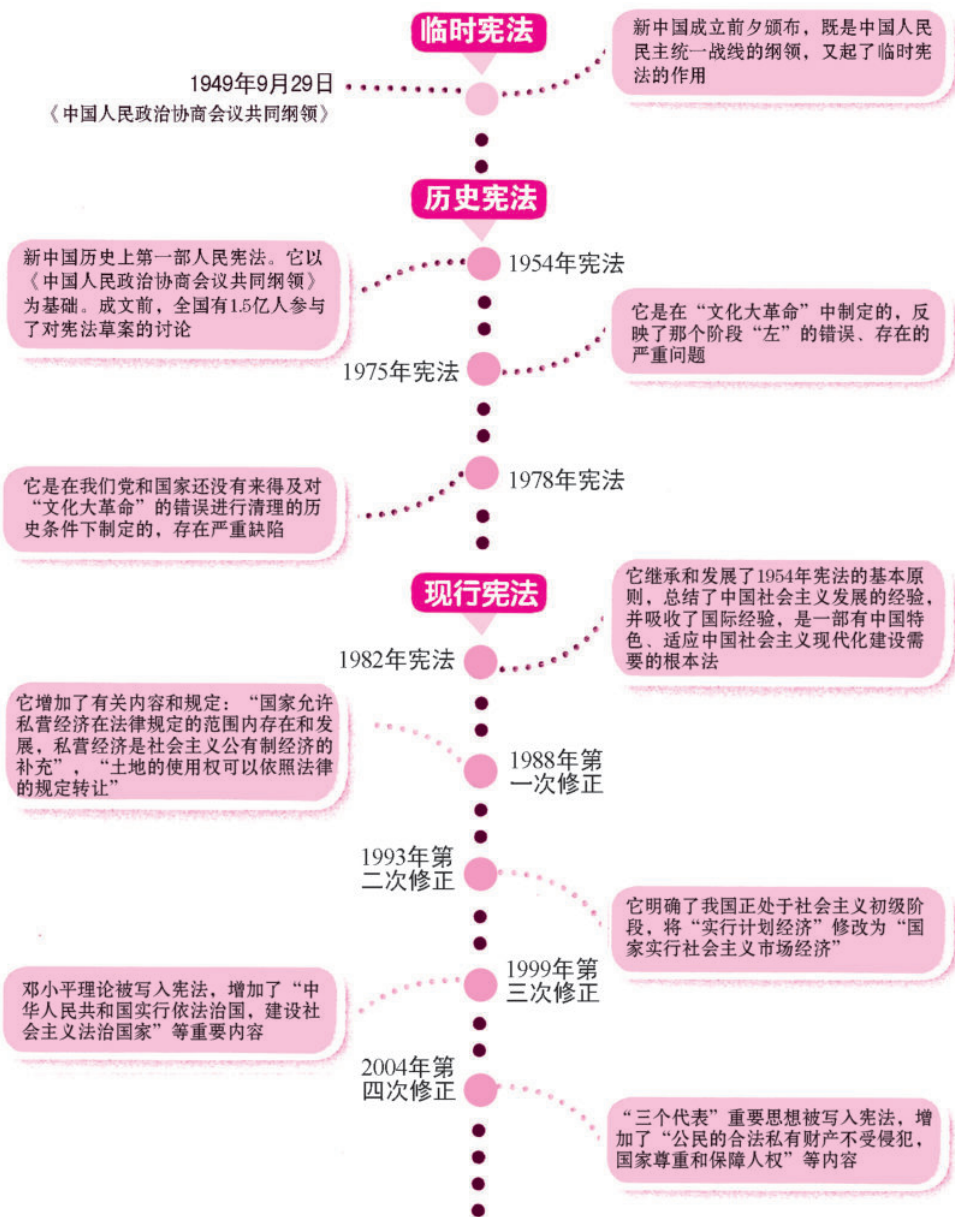 临时宪法
新中国成立前夕颁布，既是中国人民
民主统一战线的纲领，又起了临时宪
法的作用
1949年9月29日
《中国人民政治协商会议共同纲领》
历史宪法
新中国历史上第一部人民宪法。它以
《中国人民政治协商会议共同纲领》
为基础。成文前，全国有1.5亿人参与
了对宪法草案的讨论
1954年宪法
它是在“文化大革命”中制定的，反
映了那个阶段“左”的错误、存在的
严重问题
1975年宪法
1978年宪法
它是在我们党和国家还没有来得及对
“文化大革命”的错误进行清理的历
史条件下制定的，存在严重缺陷
现行宪法
它继承和发展了1954年宪法的基本原
则，总结了中国社会主义发展的经验，
并吸收了国际经验，是一部有中国特
色、适应中国社会主义现代化建设需
要的根本法
1982年宪法
它增加了有关内容和规定：“国家允许
私营经济在法律规定的范围内存在和发
展，私营经济是社会主义公有制经济的
补充”，“土地的使用权可以依照法律
的规定转让”
1988年第
一次修正
1993年第
二次修正
它明确了我国正处于社会主义初级阶
段，将“实行计划经济”修改为“国
家实行社会主义市场经济”
1999年第
三次修正
邓小平理论被写入宪法，增加了“中
华人民共和国实行依法治国，建设社
会主义法治国家”等重要内容
2004年第
四次修正
“三个代表”重要思想被写入宪法，增
加了“公民的合法私有财产不受侵犯，
国家尊重和保障人权”等内容